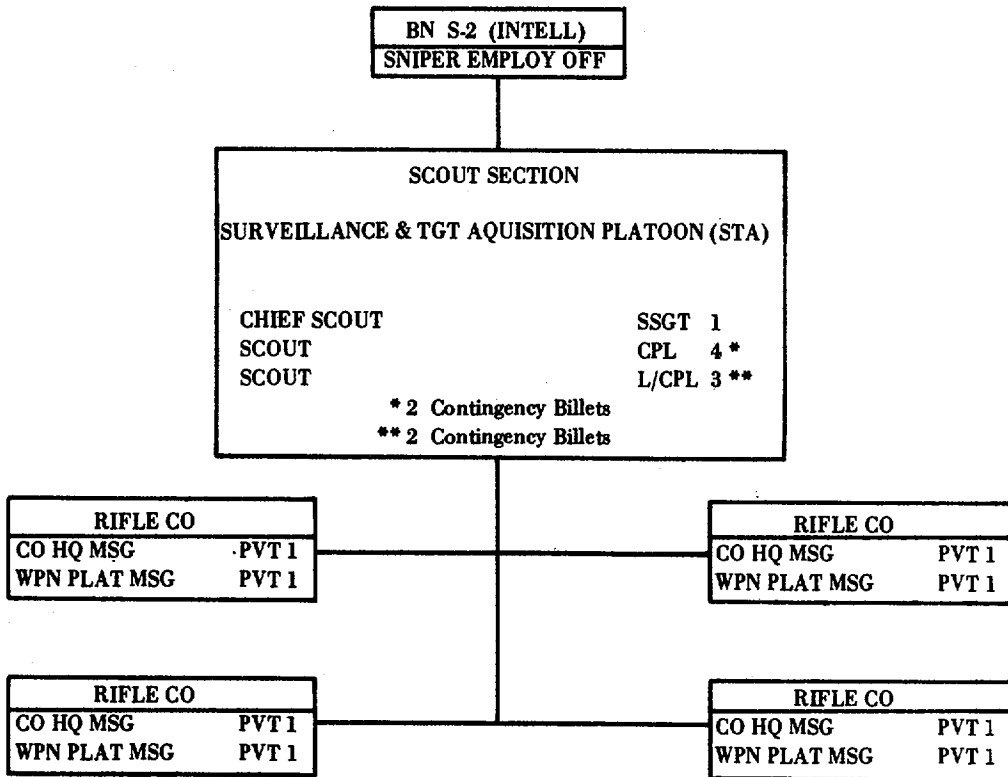 BN S-2 (INTELL)
SNIPER EMPLOY OFF
SCOUT SECTION
SURVEILLANCE & TGT AQUISITION PLATOON (STA)
CHIEF SCOUT SSGT 1
SCOUT CPL 4 *
SCOUT L/CPL 3 **
* 2 Contingency Billets
** 2 Contingency Billets
RIFLE CO
CO HQ MSG PVT 1
WPN PLAT MSG PVT 1
RIFLE CO
CO HQ MSG PVT 1
WPN PLAT MSG PVT 1
RIFLE CO
CO HQ MSG PVT 1
WPN PLAT MSG PVT 1
RIFLE CO
CO HQ MSG PVT 1
WPN PLAT MSG PVT 1